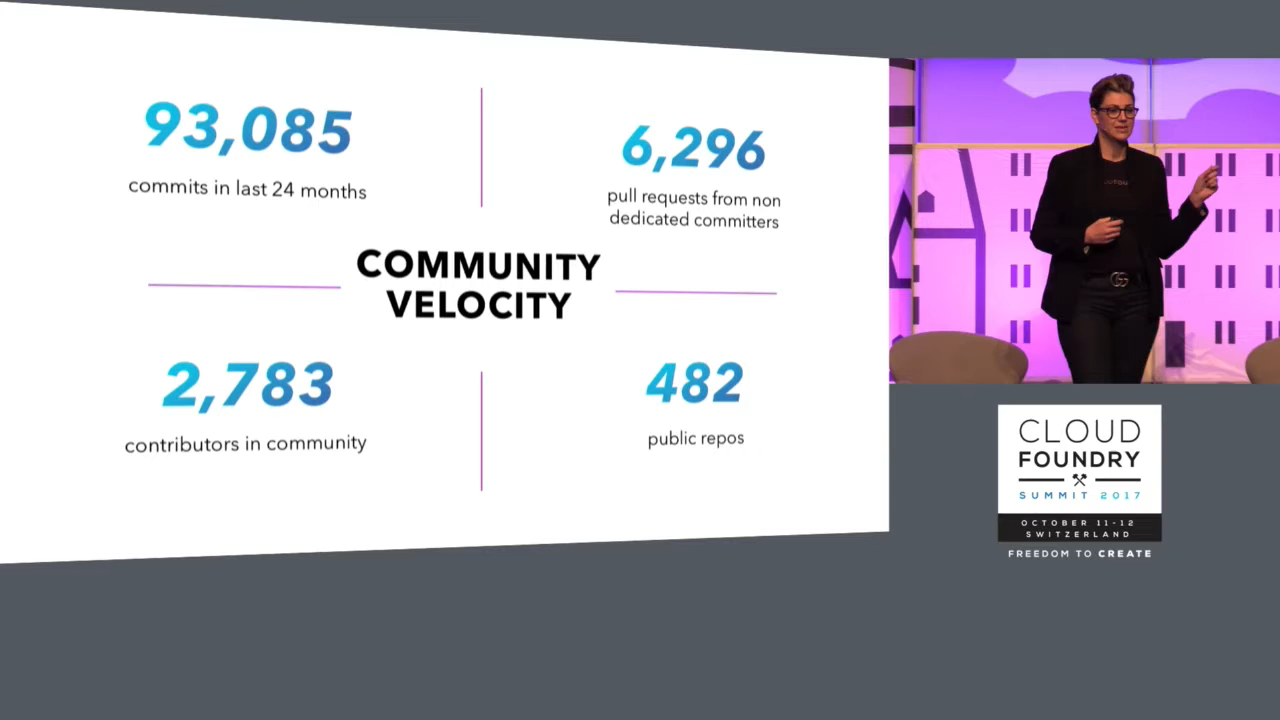 93,085
commits in last 24 months
6,296
pull requests from non
dedicated committers
COMMUNITY
VELOCITY
2,783
contributors in community
482
public repos
CLOUD
FOUNDRY
SUMMIT 2017
OCTOBER 11-12
SWITZERLAND
FREEDOM TO CREATE